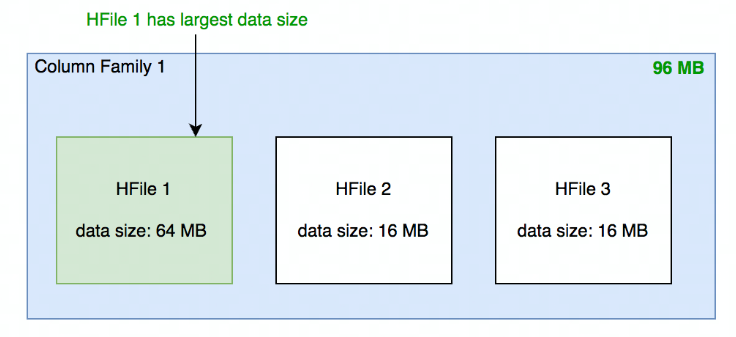 HFile 1 has largest data size
Column Family 1
96 MB
HFile 1
data size: 64 MB
HFile 2
data size: 16 MB
HFile 3
data size: 16 MB